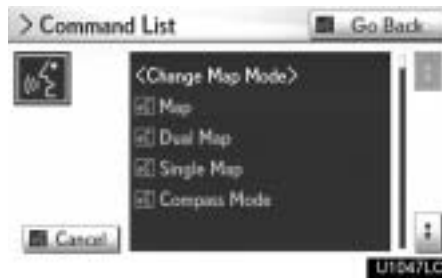 > Command List
Go Back
<Change Map Mode>
Map
Dual Map
Single Map
Compass Mode
Cancel
U1047LC